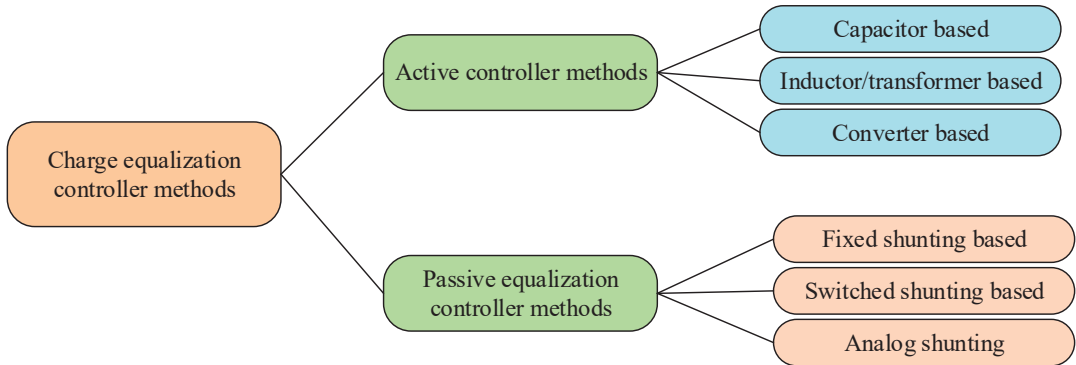 Charge equalization
controller methods
Active controller methods
Capacitor based
Inductor/transformer based
Converter based
Passive equalization
controller methods
Fixed shunting based
Switched shunting based
Analog shunting